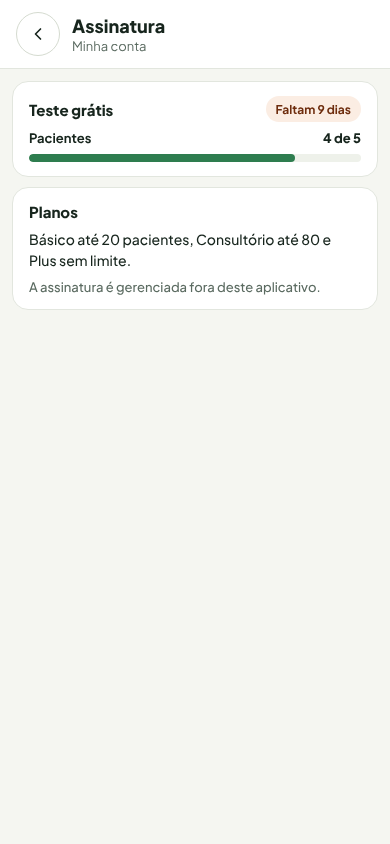 Assinatura
Minha conta
Teste grátis
Faltam 9 dias
Pacientes
4 de 5
Planos
Básico até 20 pacientes, Consultório até 80 e
Plus sem limite.
A assinatura é gerenciada fora deste aplicativo.